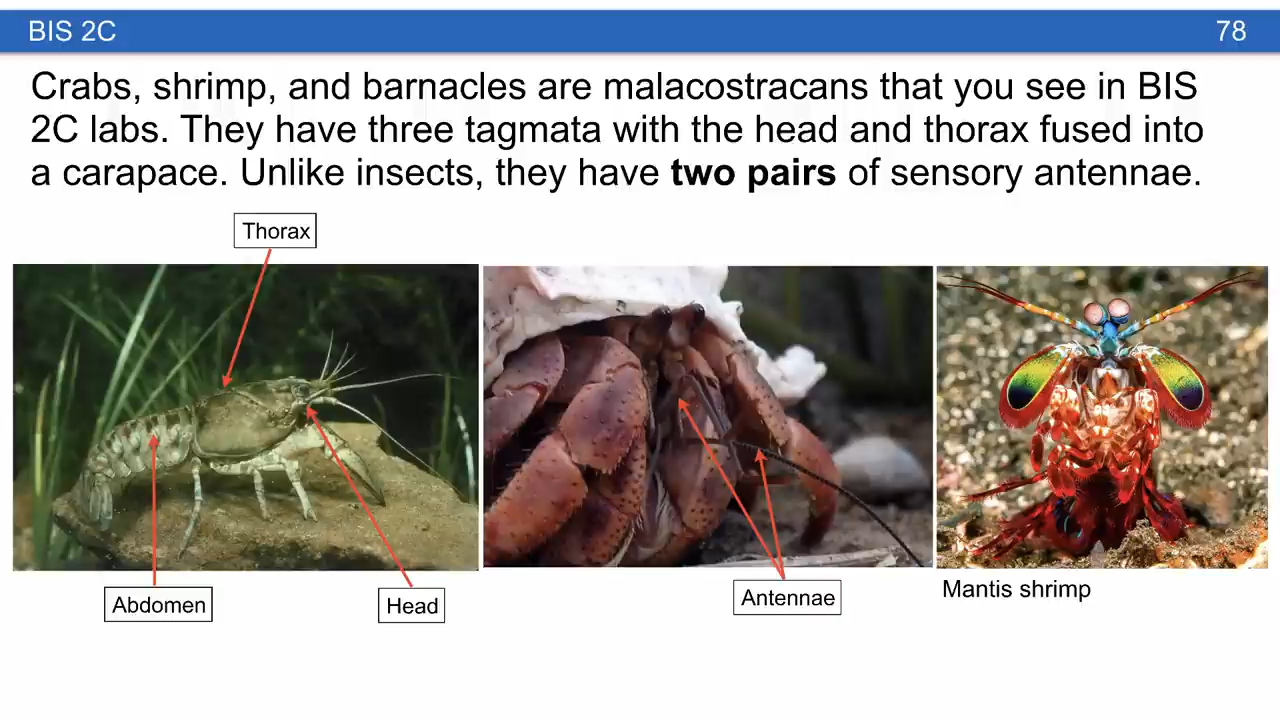 BIS 2C
78
Crabs, shrimp, and barnacles are malacostracans that you see in BIS
2C labs. They have three tagmata with the head and thorax fused into
a carapace. Unlike insects, they have two pairs of sensory antennae.
Thorax
Abdomen
Head
Antennae
Mantis shrimp